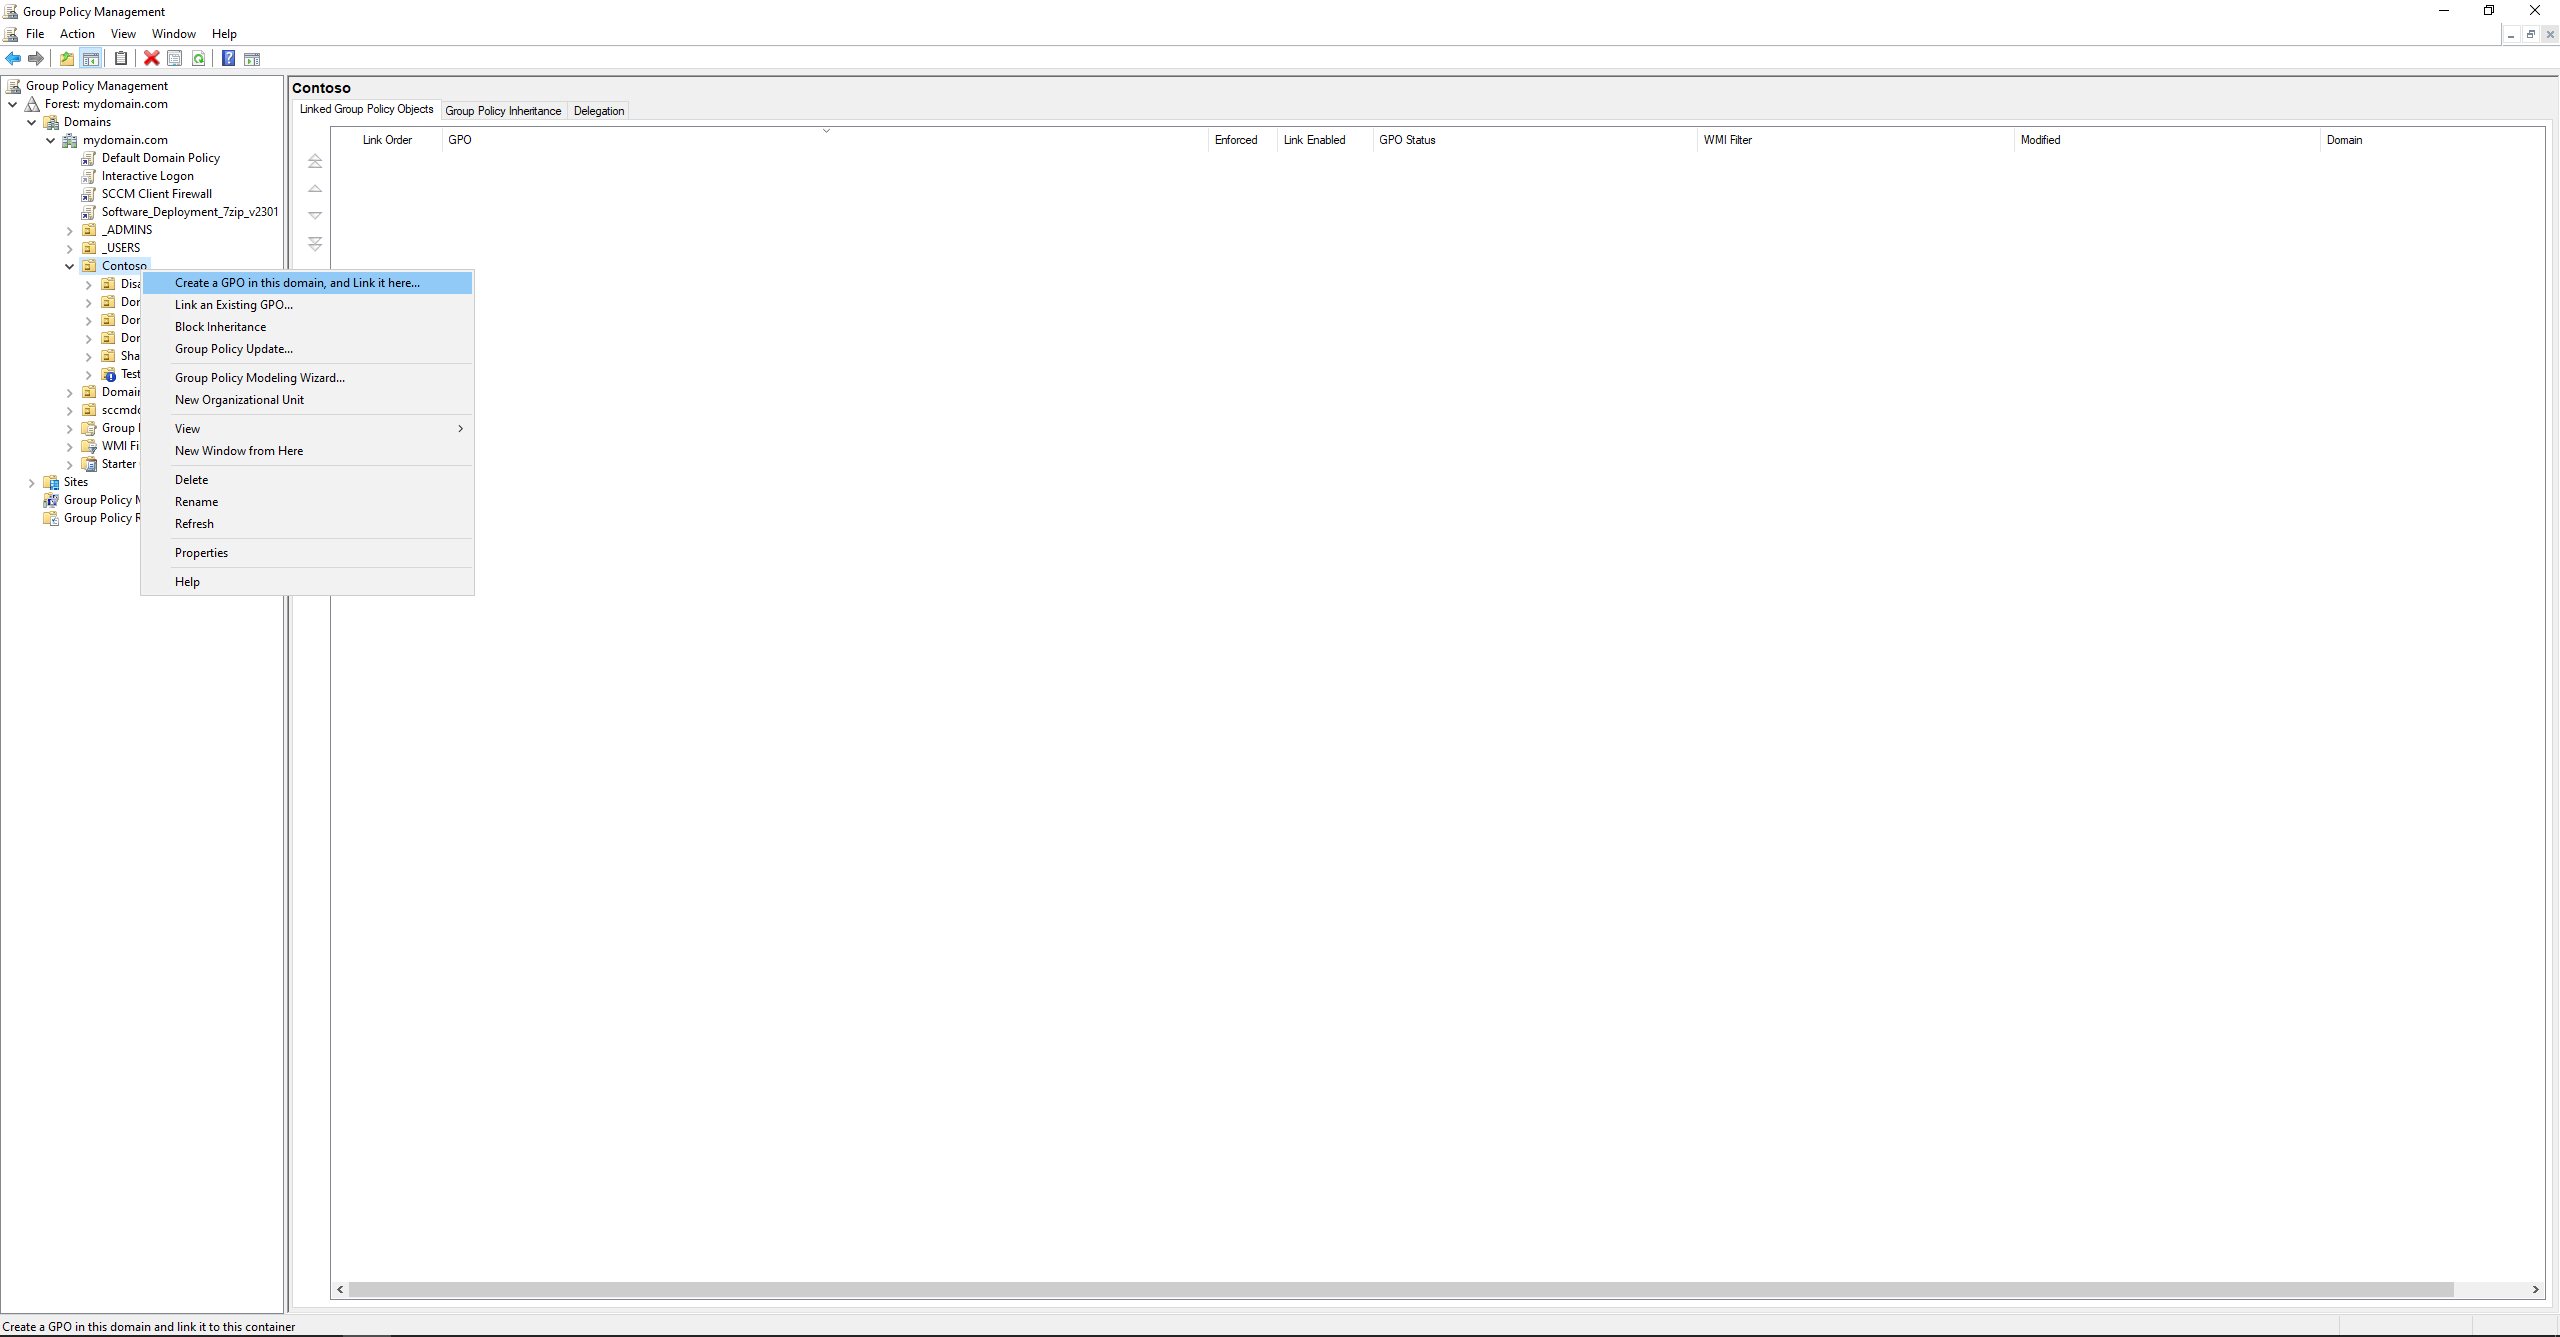 Group Policy Management
File Action View Window Help
Group Policy Management
Forest: mydomain.com
Domains
mydomain.com
Default Domain Policy
Interactive Logon
SCCM Client Firewall
Software_Deployment_7zip_v2301
_ADMINS
_USERS
Contoso
Disa
Dor
Dor
Dor
Sha
Test
Domain
sccmdo
Group
WMI Fi
Starter
Sites
Group Policy M
Group Policy R
Create a GPO in this domain, and Link it here...
Link an Existing GPO...
Block Inheritance
Group Policy Update...
Group Policy Modeling Wizard...
New Organizational Unit
View
New Window from Here
Delete
Rename
Refresh
Properties
Help
Contoso
Linked Group Policy Objects Group Policy Inheritance Delegation
Link Order GPO Enforced Link Enabled GPO Status WMI Filter Modified Domain
Create a GPO in this domain and link it to this container